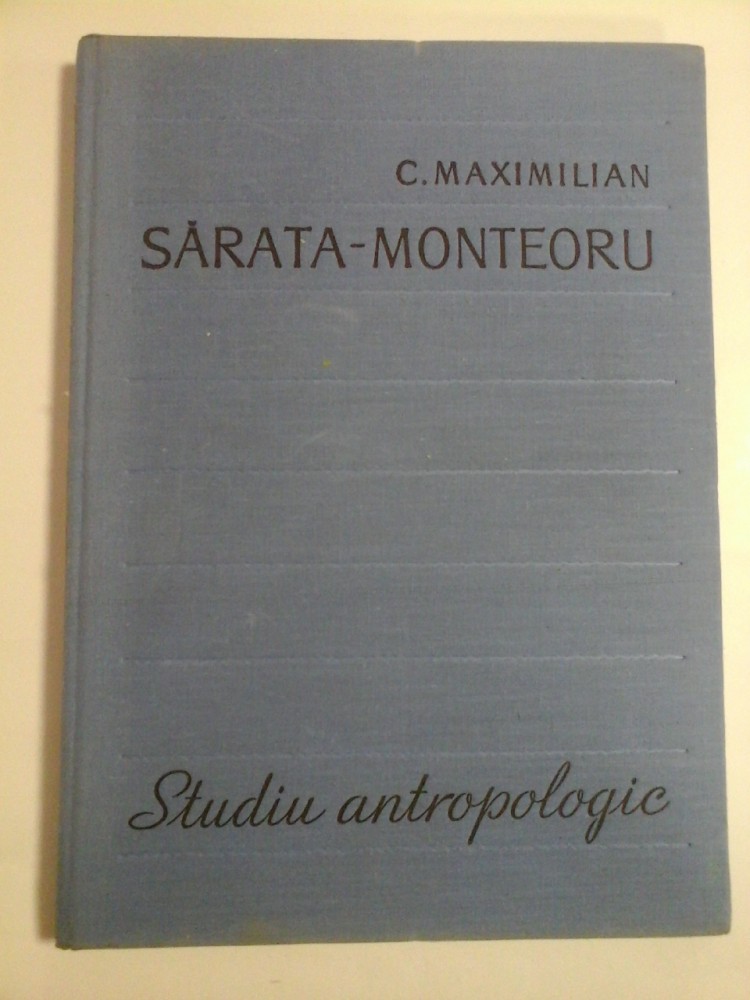 C. MAXIMILIAN
SĂRATA-MONTEORU
Studiu antropologic